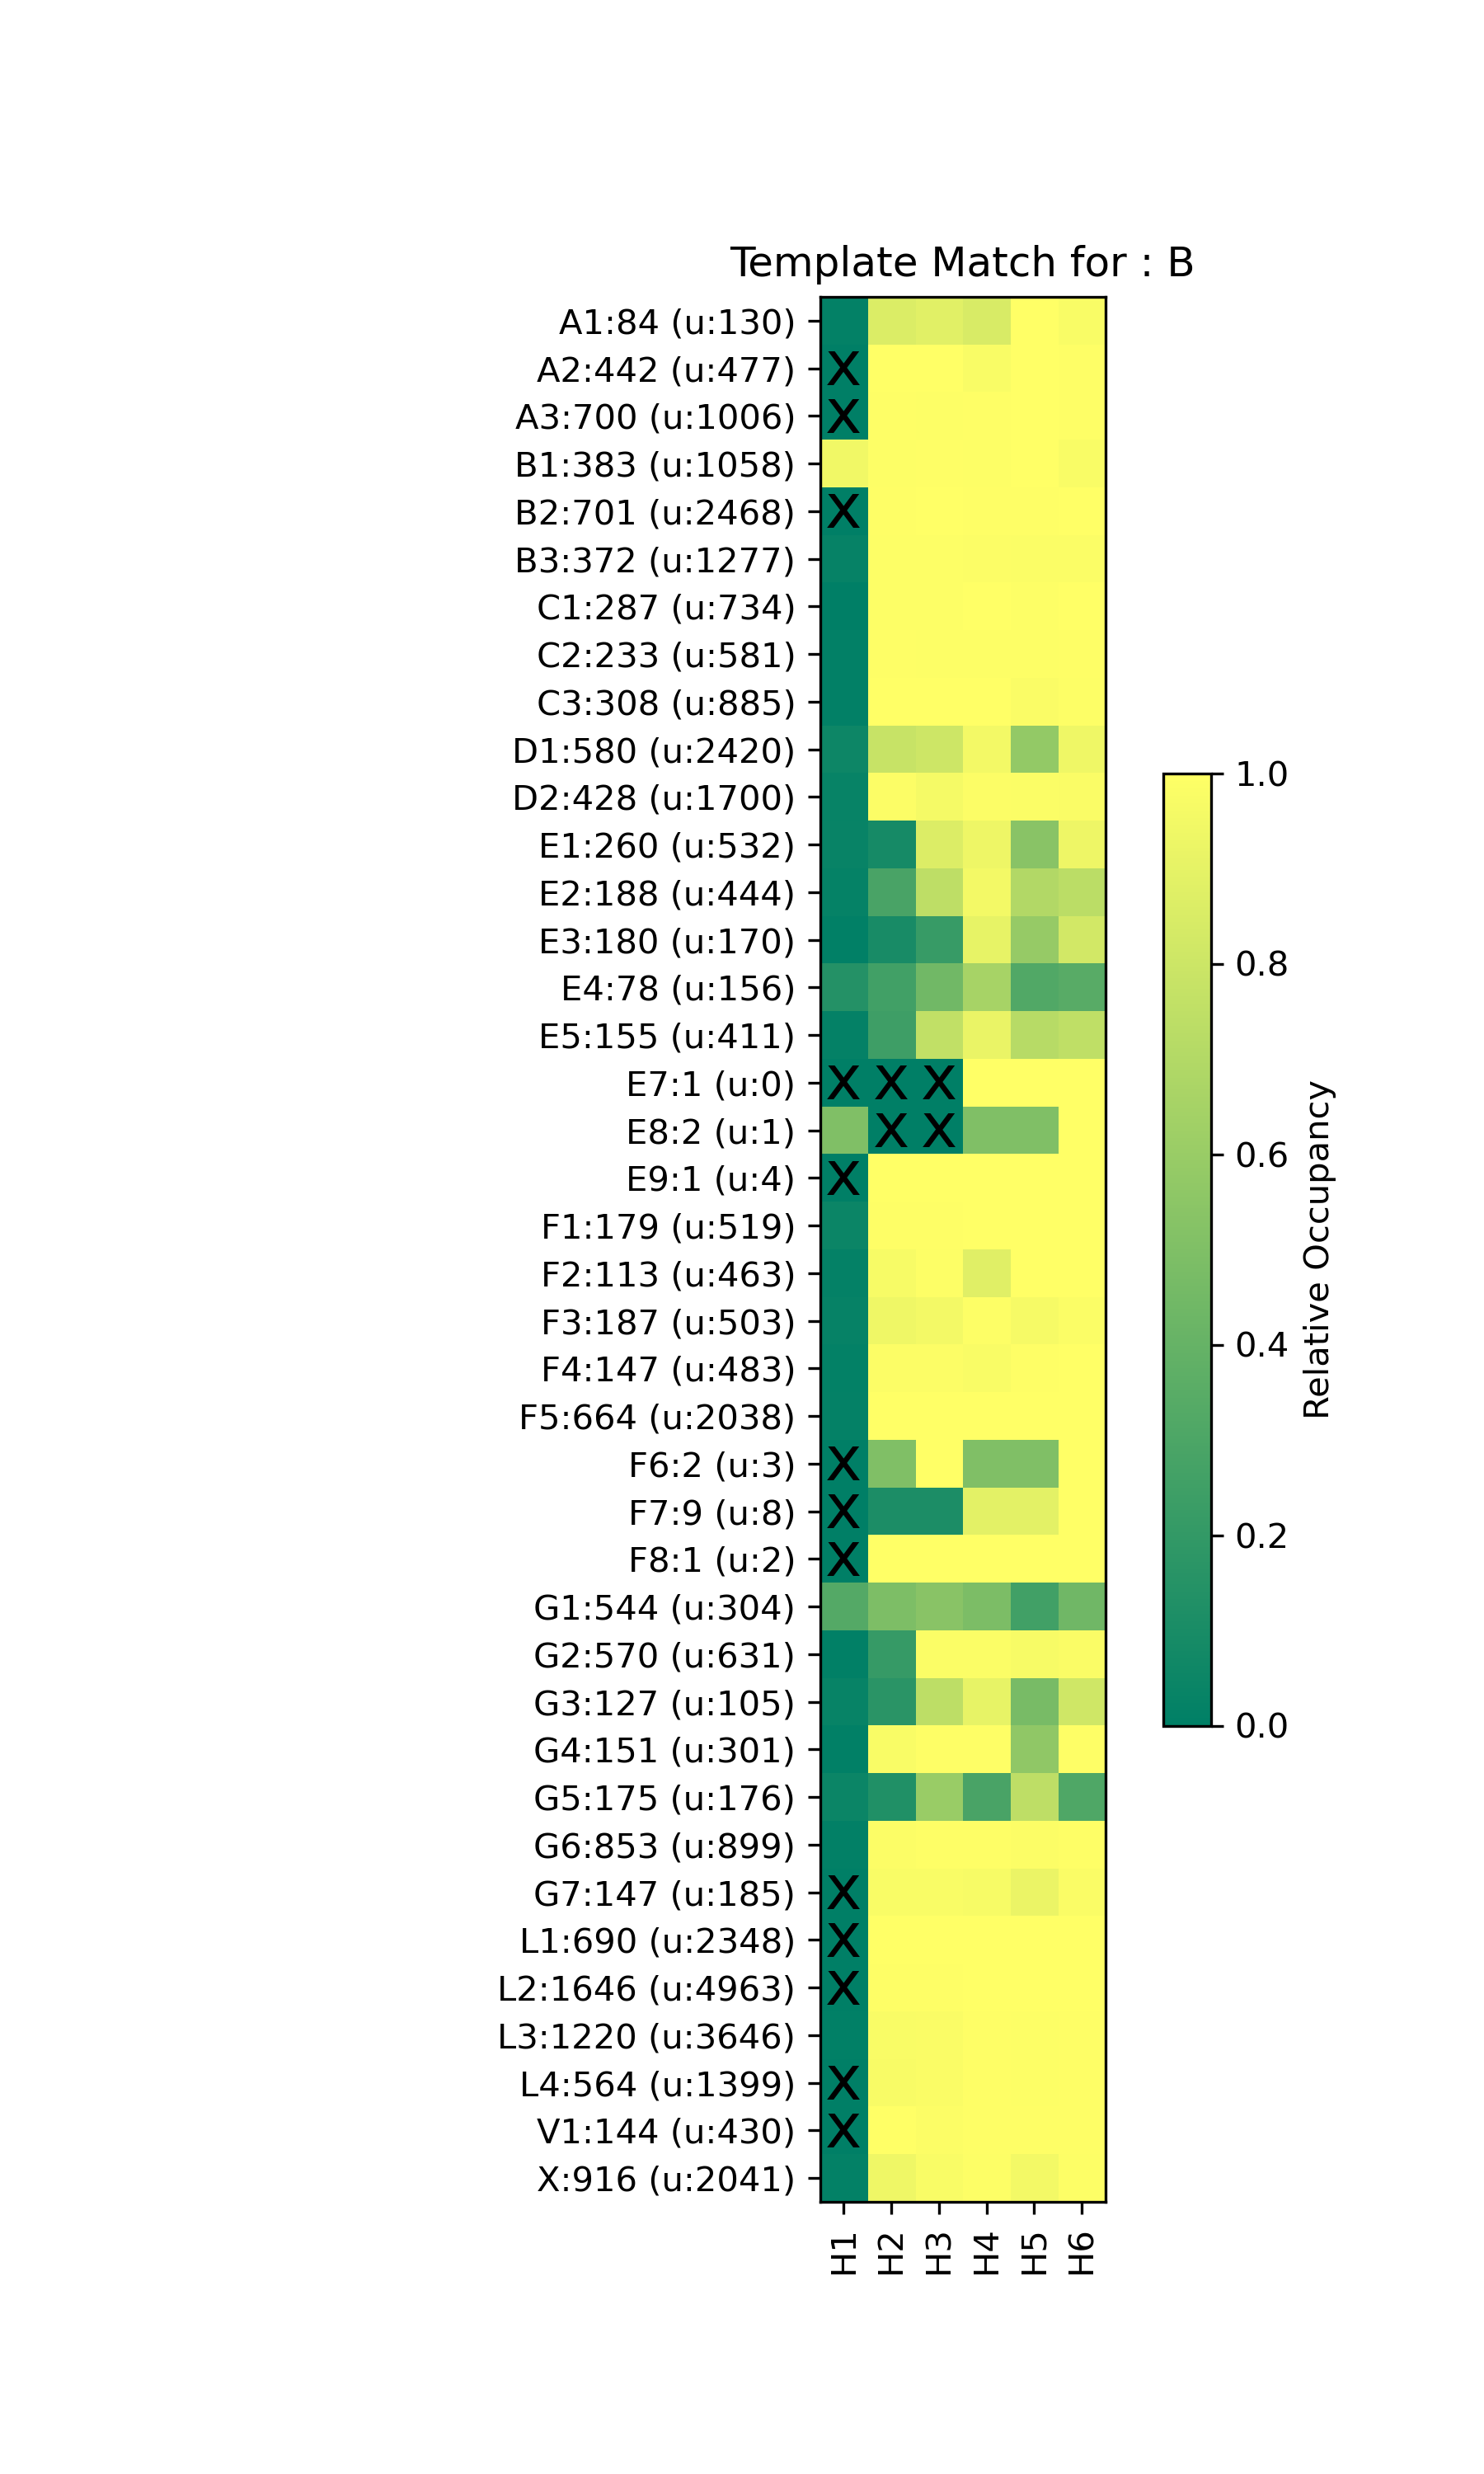 Template Match for : B
A1:84 (u:130)
A2:442 (u:477) X
A3:700 (u:1006) X
B1:383 (u:1058)
B2:701 (u:2468) X
B3:372 (u:1277)
C1:287 (u:734)
C2:233 (u:581)
C3:308 (u:885)
D1:580 (u:2420)
D2:428 (u:1700)
E1:260 (u:532)
E2:188 (u:444)
E3:180 (u:170)
E4:78 (u:156)
E5:155 (u:411)
E7:1 (u:0) X X X
E8:2 (u:1) X X
E9:1 (u:4) X
F1:179 (u:519)
F2:113 (u:463)
F3:187 (u:503)
F4:147 (u:483)
F5:664 (u:2038)
F6:2 (u:3) X
F7:9 (u:8) X
F8:1 (u:2) X
G1:544 (u:304)
G2:570 (u:631)
G3:127 (u:105)
G4:151 (u:301)
G5:175 (u:176)
G6:853 (u:899)
G7:147 (u:185) X
L1:690 (u:2348) X
L2:1646 (u:4963) X
L3:1220 (u:3646)
L4:564 (u:1399) X
V1:144 (u:430) X
X:916 (u:2041)
H1 H2 H3 H4 H5 H6
1.0
0.8
0.6
0.4
0.2
0.0
Relative Occupancy